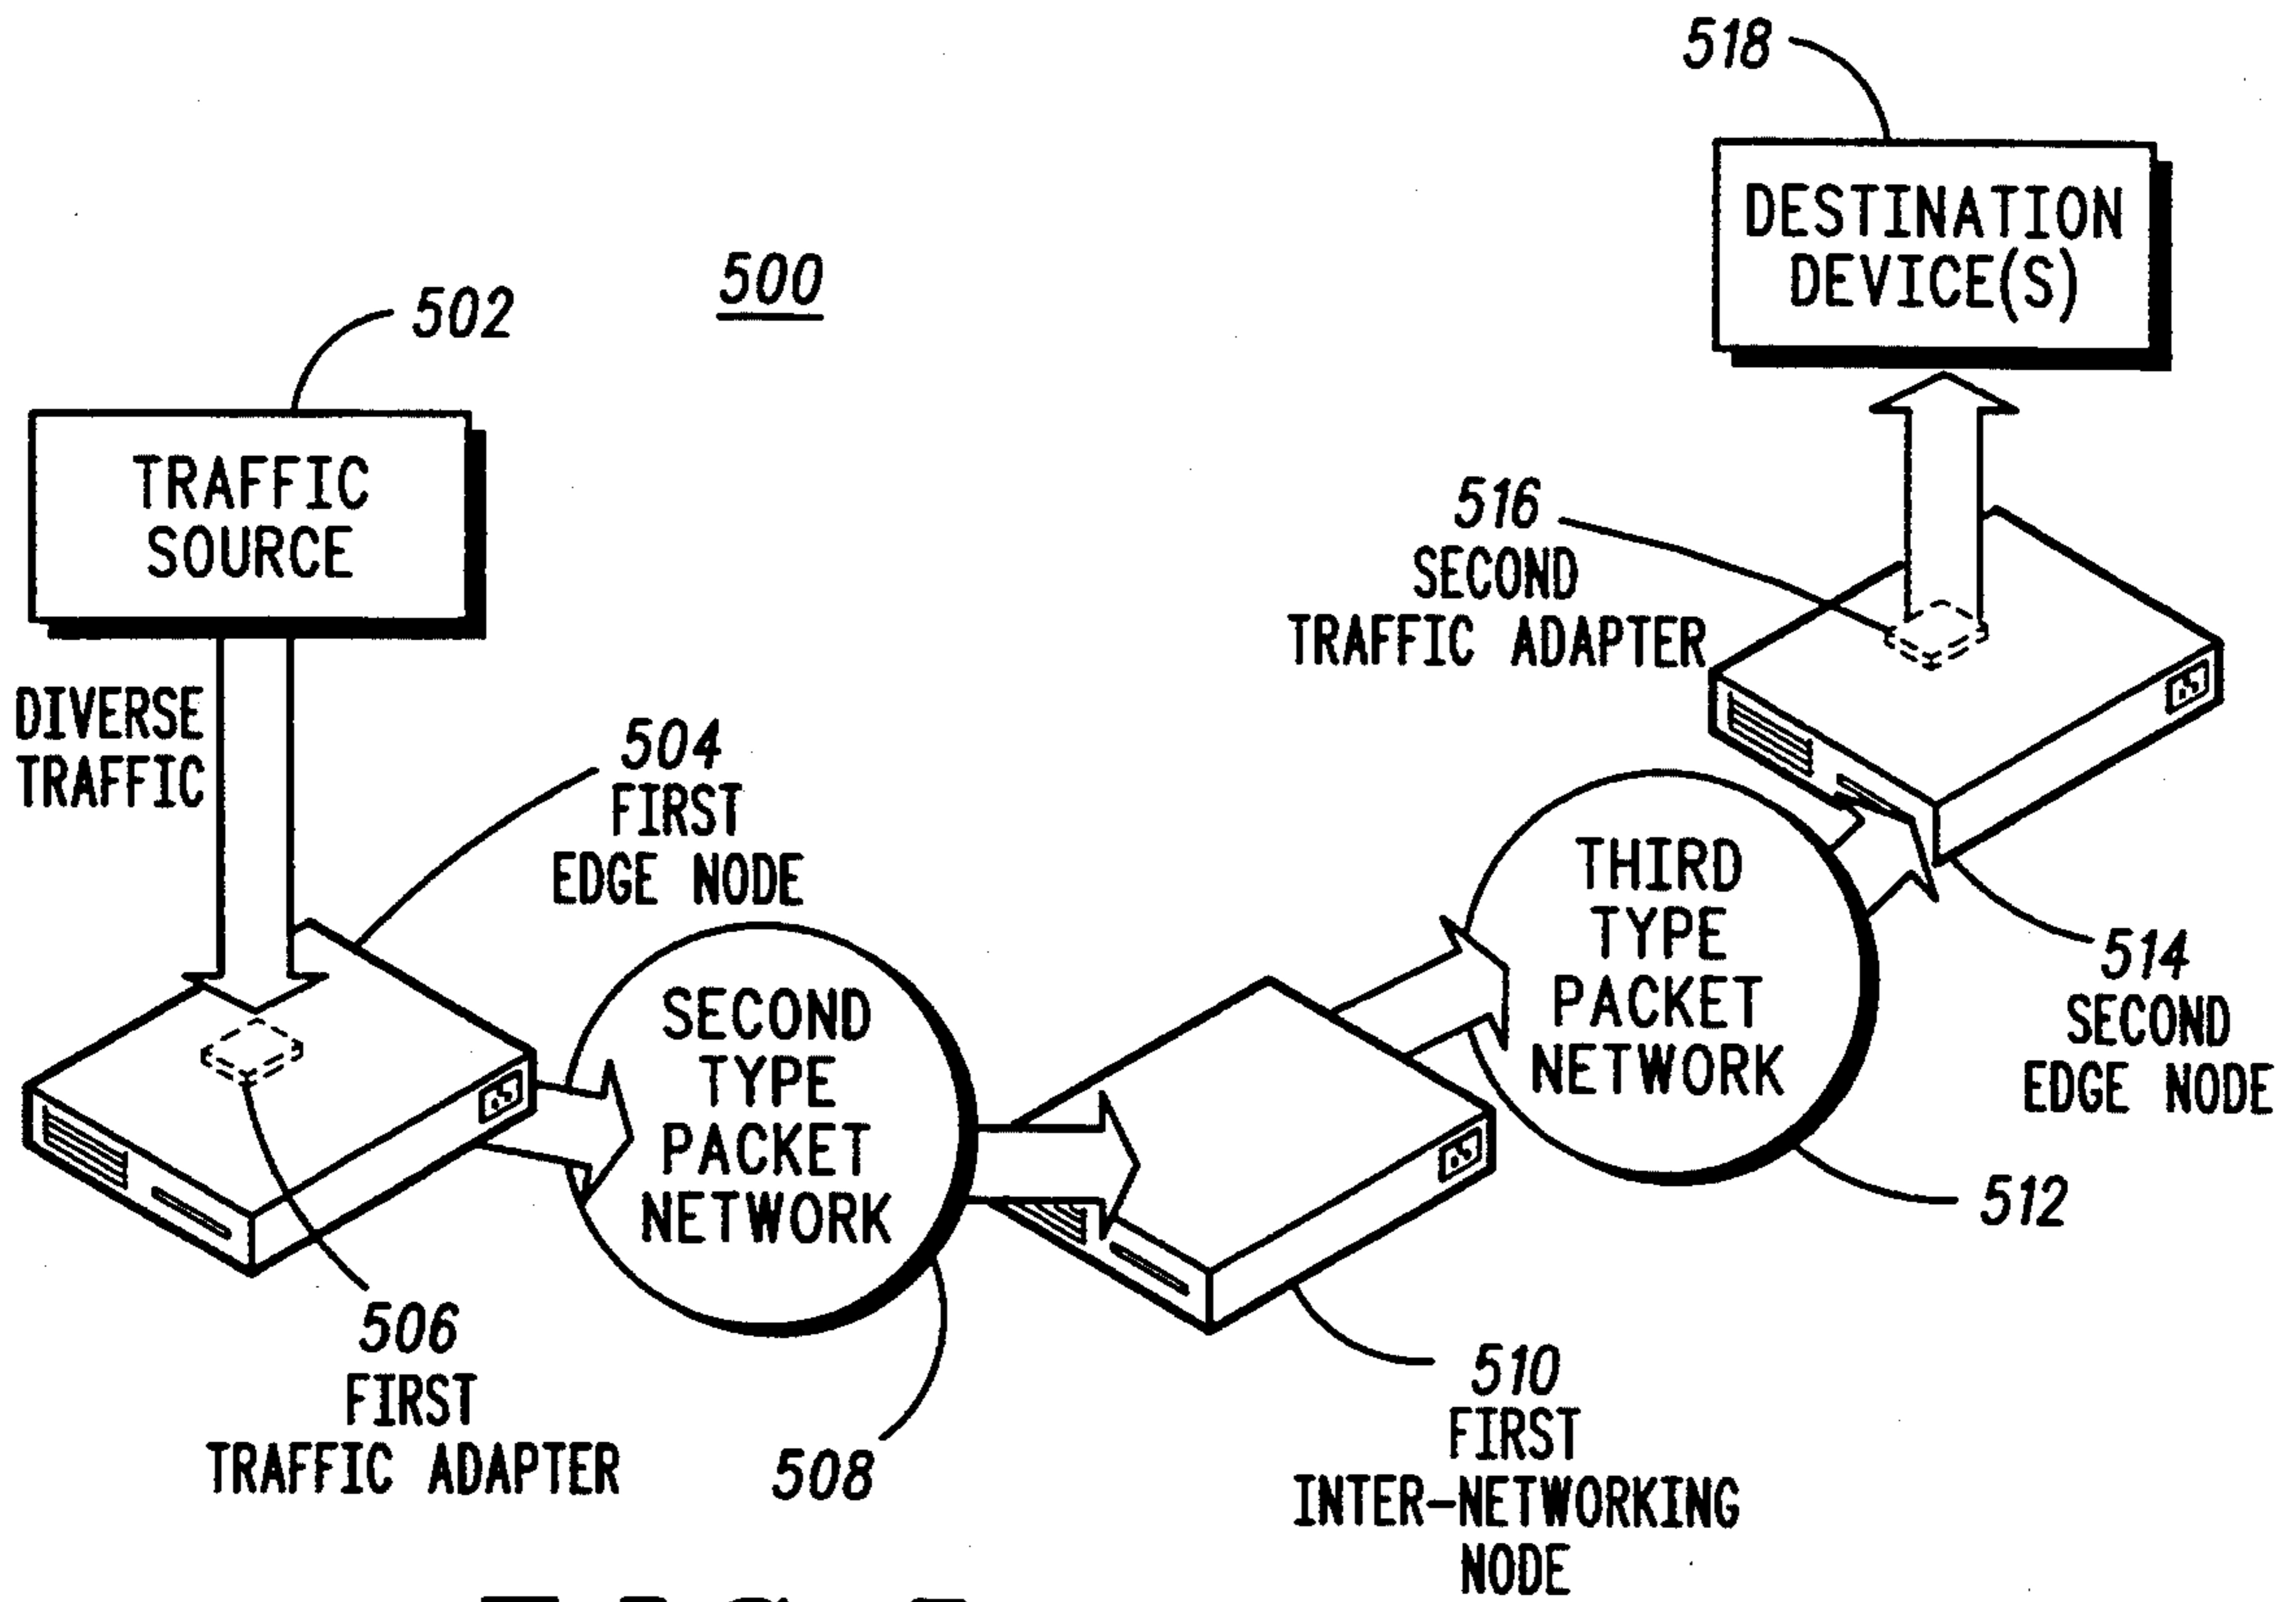 518
DESTINATION
DEVICE(S)
500
502
TRAFFIC
SOURCE
516
SECOND
TRAFFIC ADAPTER
DIVERSE
TRAFFIC
504
FIRST
EDGE NODE
THIRD
TYPE
PACKET
NETWORK
514
SECOND
EDGE NODE
SECOND
TYPE
PACKET
NETWORK
512
506
FIRST
TRAFFIC ADAPTER
508
510
FIRST
INTER-NETWORKING
NODE